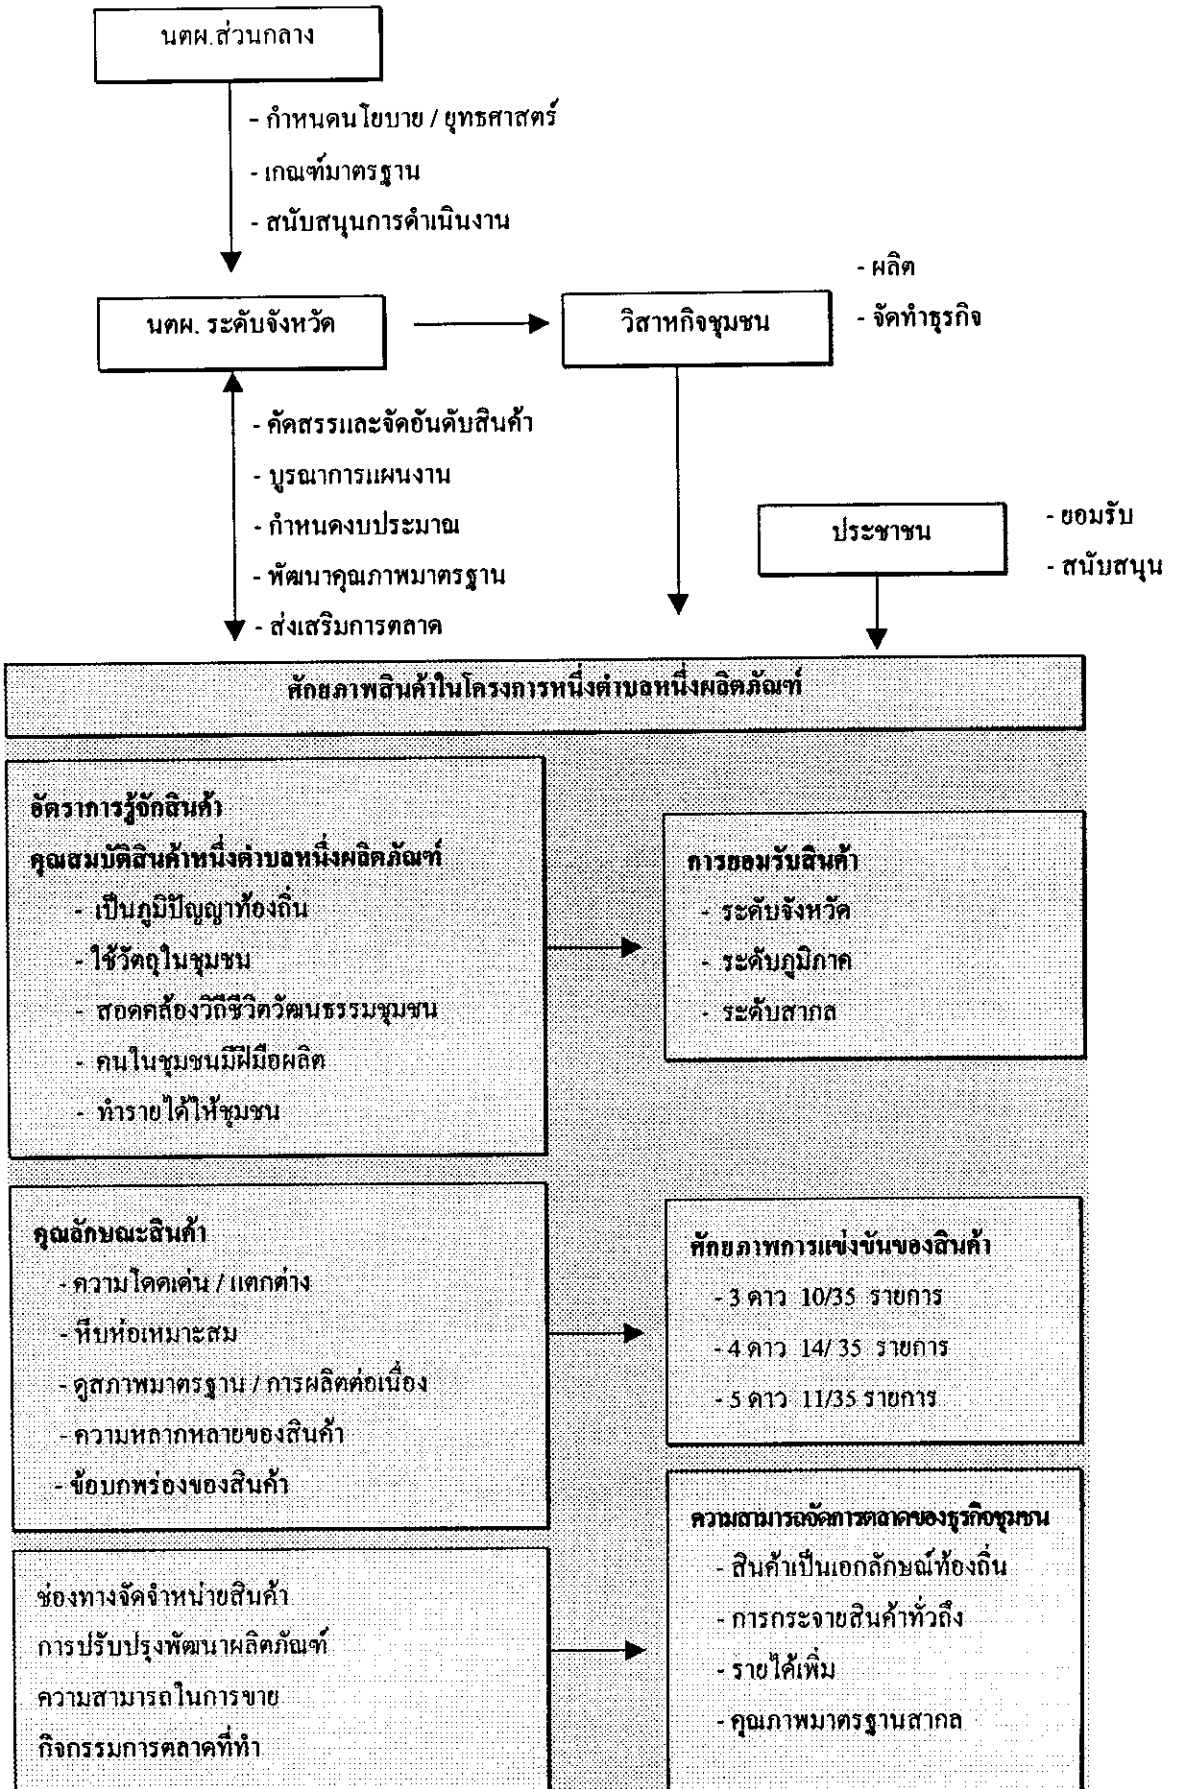 นตผ.ส่วนกลาง
- กำหนดนโยบาย / ยุทธศาสตร์
- เกณฑ์มาตรฐาน
- สนับสนุนการดำเนินงาน
นตผ. ระดับจังหวัด
วิสาหกิจชุมชน
- ผลิต
- จัดทำธุรกิจ
- คัดสรรและจัดอันดับสินค้า
- บูรณาการแผนงาน
- กำหนดงบประมาณ
- พัฒนาคุณภาพมาตรฐาน
- ส่งเสริมการตลาด
ประชาชน
- ยอมรับ
- สนับสนุน
ศักยภาพสินค้าในโครงการหนึ่งตำบลหนึ่งผลิตภัณฑ์
อัตราการรู้จักสินค้า
คุณสมบัติสินค้าหนึ่งตำบลหนึ่งผลิตภัณฑ์
- เป็นภูมิปัญญาท้องถิ่น
- ใช้วัตถุในชุมชน
- สอดคล้องวิถีชีวิตวัฒนธรรมชุมชน
- คนในชุมชนมีฝีมือผลิต
- ทำรายได้ให้ชุมชน
การยอมรับสินค้า
- ระดับจังหวัด
- ระดับภูมิภาค
- ระดับสากล
คุณลักษณะสินค้า
- ความโดดเด่น / แตกต่าง
- หีบห่อเหมาะสม
- ดูสภาพมาตรฐาน / การผลิตต่อเนื่อง
- ความหลากหลายของสินค้า
- ข้อบกพร่องของสินค้า
ศักยภาพการแข่งขันของสินค้า
- 3 ดาว 10/35 รายการ
- 4 ดาว 14/ 35 รายการ
- 5 ดาว 11/35 รายการ
ช่องทางจัดจำหน่ายสินค้า
การปรับปรุงพัฒนาผลิตภัณฑ์
ความสามารถในการขาย
กิจกรรมการตลาดที่ทำ
ความสามารถจัดการตลาดของธุรกิจชุมชน
- สินค้าเป็นเอกลักษณ์ท้องถิ่น
- การกระจายสินค้าทั่วถึง
- รายได้เพิ่ม
- คุณภาพมาตรฐานสากล